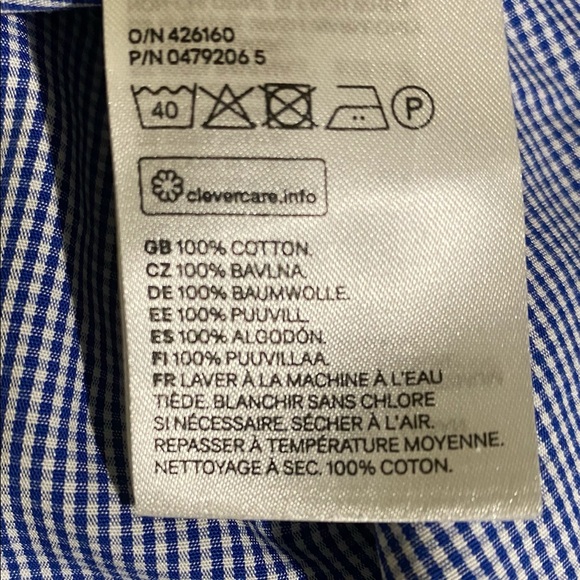 O/N 426160
P/N 0479206 5
40 P
clevercare.info
GB 100% COTTON.
CZ 100% BAVLNA.
DE 100% BAUMWOLLE.
EE 100% PUUVILL.
ES 100% ALGODÓN.
FI 100% PUUVILLAA.
FR LAVER À LA MACHINE À L'EAU
TIÈDE. BLANCHIR SANS CHLORE
SI NÉCESSAIRE. SÉCHER À L'AIR.
REPASSER À TEMPÉRATURE MOYENNE.
NETTOYAGE À SEC. 100% COTON.